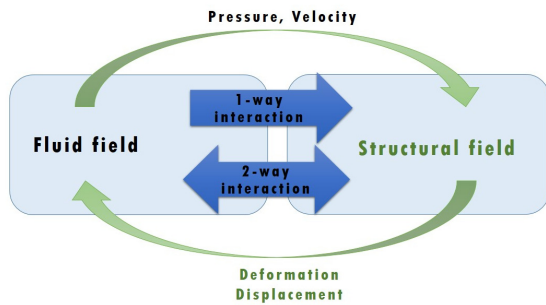 Pressure, Velocity
1-way
interaction
Fluid field
Structural field
2-way
interaction
Deformation
Displacement